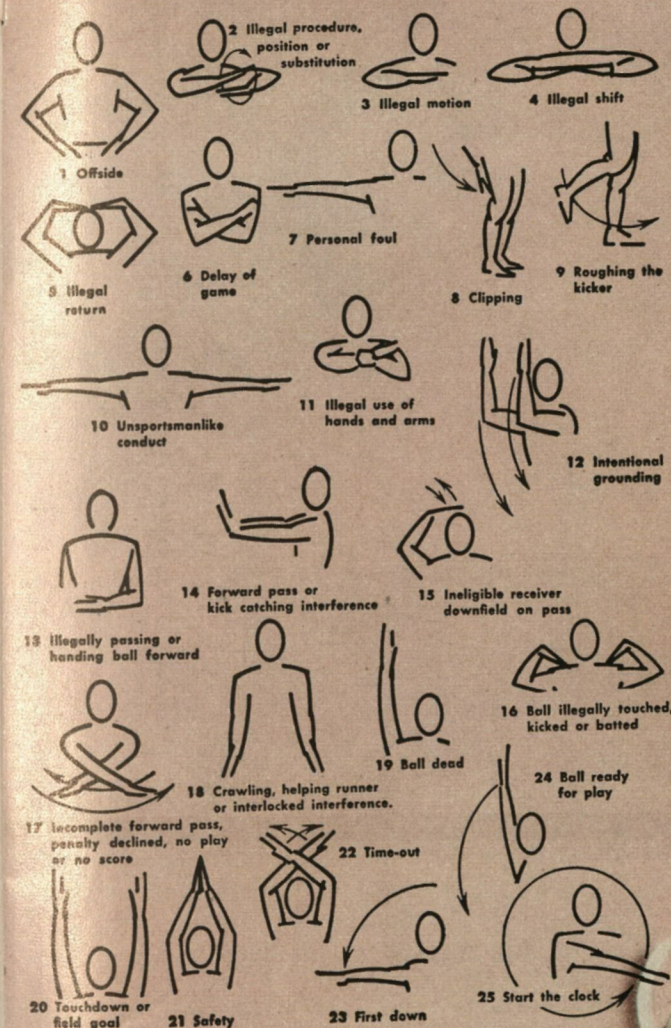 1 Offside
2 Illegal procedure,
position or
substitution
3 Illegal motion
4 Illegal shift
5 Illegal
return
6 Delay of
game
7 Personal foul
8 Clipping
9 Roughing the
kicker
10 Unsportsmanlike
conduct
11 Illegal use of
hands and arms
12 Intentional
grounding
13 Illegally passing or
handing ball forward
14 Forward pass or
kick catching interference
15 Ineligible receiver
downfield on pass
16 Ball illegally touched,
kicked or batted
17 Incomplete forward pass,
penalty declined, no play
or no score
18 Crawling, helping runner
or interlocked interference.
19 Ball dead
20 Touchdown or
field goal
21 Safety
22 Time-out
23 First down
24 Ball ready
for play
25 Start the clock